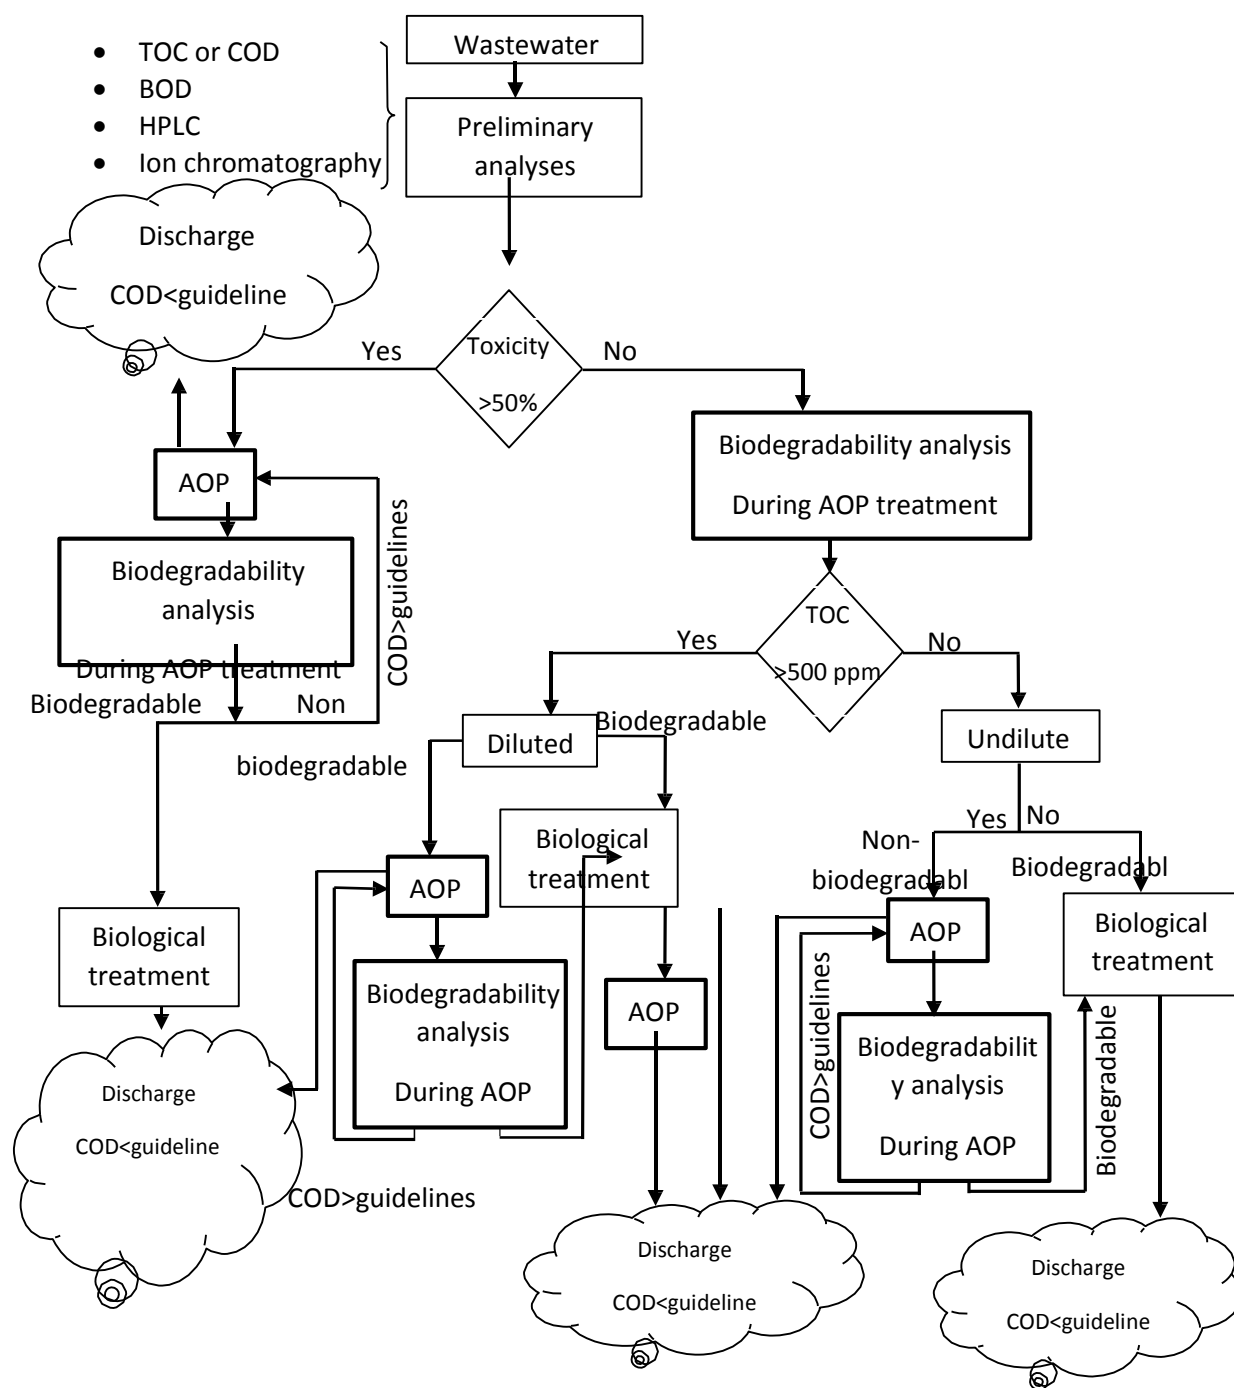 Wastewater
• TOC or COD
• BOD
• HPLC
• Ion chromatography
Preliminary
analyses
Discharge
COD<guideline
Toxicity
>50%
Yes
No
AOP
Biodegradability analysis
During AOP treatment
Biodegradability
analysis
During AOP treatment
COD>guidelines
Biodegradable
Non
biodegradable
TOC
>500 ppm
Yes
No
Diluted
Biodegradable
Undilute
Yes
No
Non-
biodegradabl
Biodegradabl
Biological
treatment
AOP
Biodegradability
analysis
During AOP
COD>guidelines
Biological
treatment
AOP
AOP
Biodegradabilit
y analysis
During AOP
COD>guidelines
Biodegradable
Biological
treatment
Discharge
COD<guideline
Discharge
COD<guideline
Discharge
COD<guideline